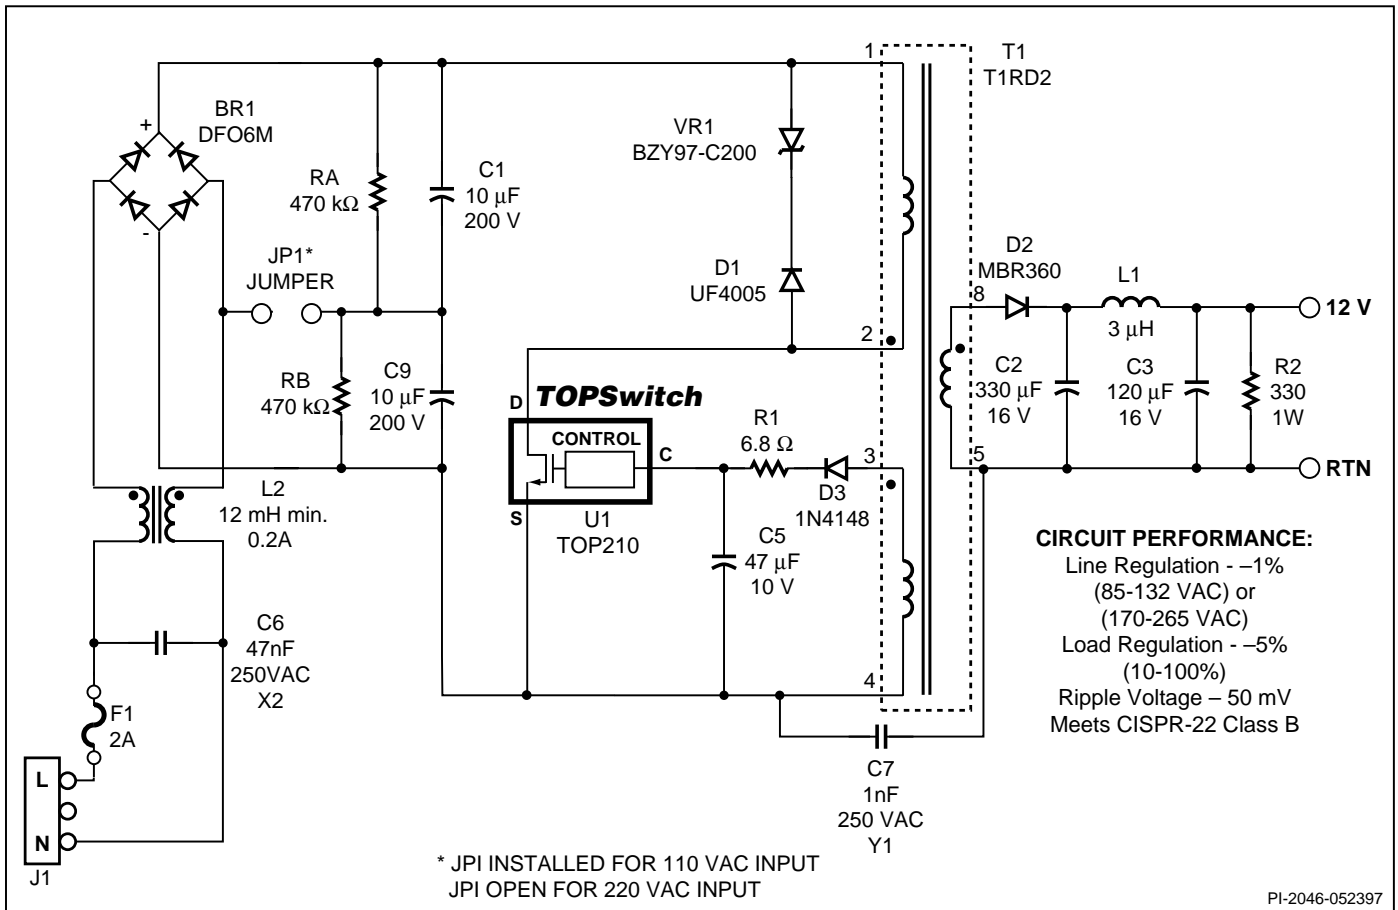 1
T1
T1RD2
BR1
DFO6M
+
-
RA
470 kΩ
C1
10 µF
200 V
VR1
BZY97-C200
JP1*
JUMPER
D1
UF4005
2
D2
MBR360
8
L1
3 µH
12 V
RB
470 kΩ
C9
10 µF
200 V
C2
330 µF
16 V
C3
120 µF
16 V
R2
330
1W
TOPSwitch
D
CONTROL
C
S
U1
TOP210
R1
6.8 Ω
3
D3
1N4148
5
RTN
L2
12 mH min.
0.2A
C5
47 µF
10 V
CIRCUIT PERFORMANCE:
Line Regulation - –1%
(85-132 VAC) or
(170-265 VAC)
Load Regulation - –5%
(10-100%)
Ripple Voltage – 50 mV
Meets CISPR-22 Class B
C6
47nF
250VAC
X2
4
F1
2A
L
N
J1
C7
1nF
250 VAC
Y1
* JPI INSTALLED FOR 110 VAC INPUT
JPI OPEN FOR 220 VAC INPUT
PI-2046-052397